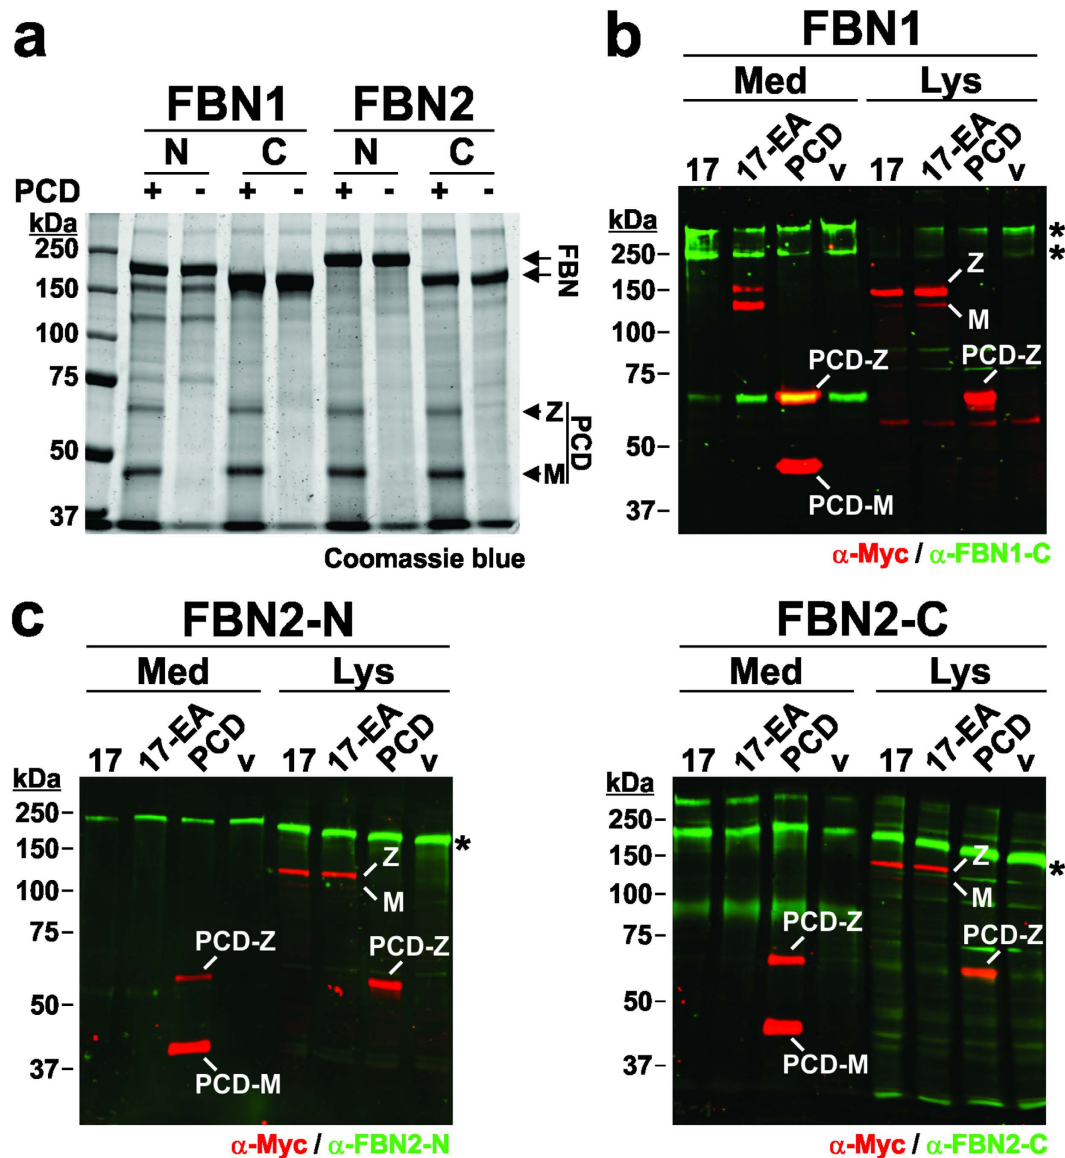 a
FBN1 FBN2
N C N C
PCD + - + - + - + -
kDa
250
150
100
75
50
37
FBN
Z
M
PCD
Coomassie blue
b
FBN1
Med Lys
17 17-EA PCD v 17 17-EA PCD v
kDa
250
150
100
75
50
37
*
*
Z
M
PCD-Z
PCD-Z
PCD-M
α-Myc / α-FBN1-C
c
FBN2-N
Med Lys
17 17-EA PCD v 17 17-EA PCD v
kDa
250
150
100
75
50
37
*
Z
M
PCD-Z
PCD-Z
PCD-M
α-Myc / α-FBN2-N
FBN2-C
Med Lys
17 17-EA PCD v 17 17-EA PCD v
kDa
250
150
100
75
50
37
*
Z
M
PCD-Z
PCD-Z
PCD-M
α-Myc / α-FBN2-C